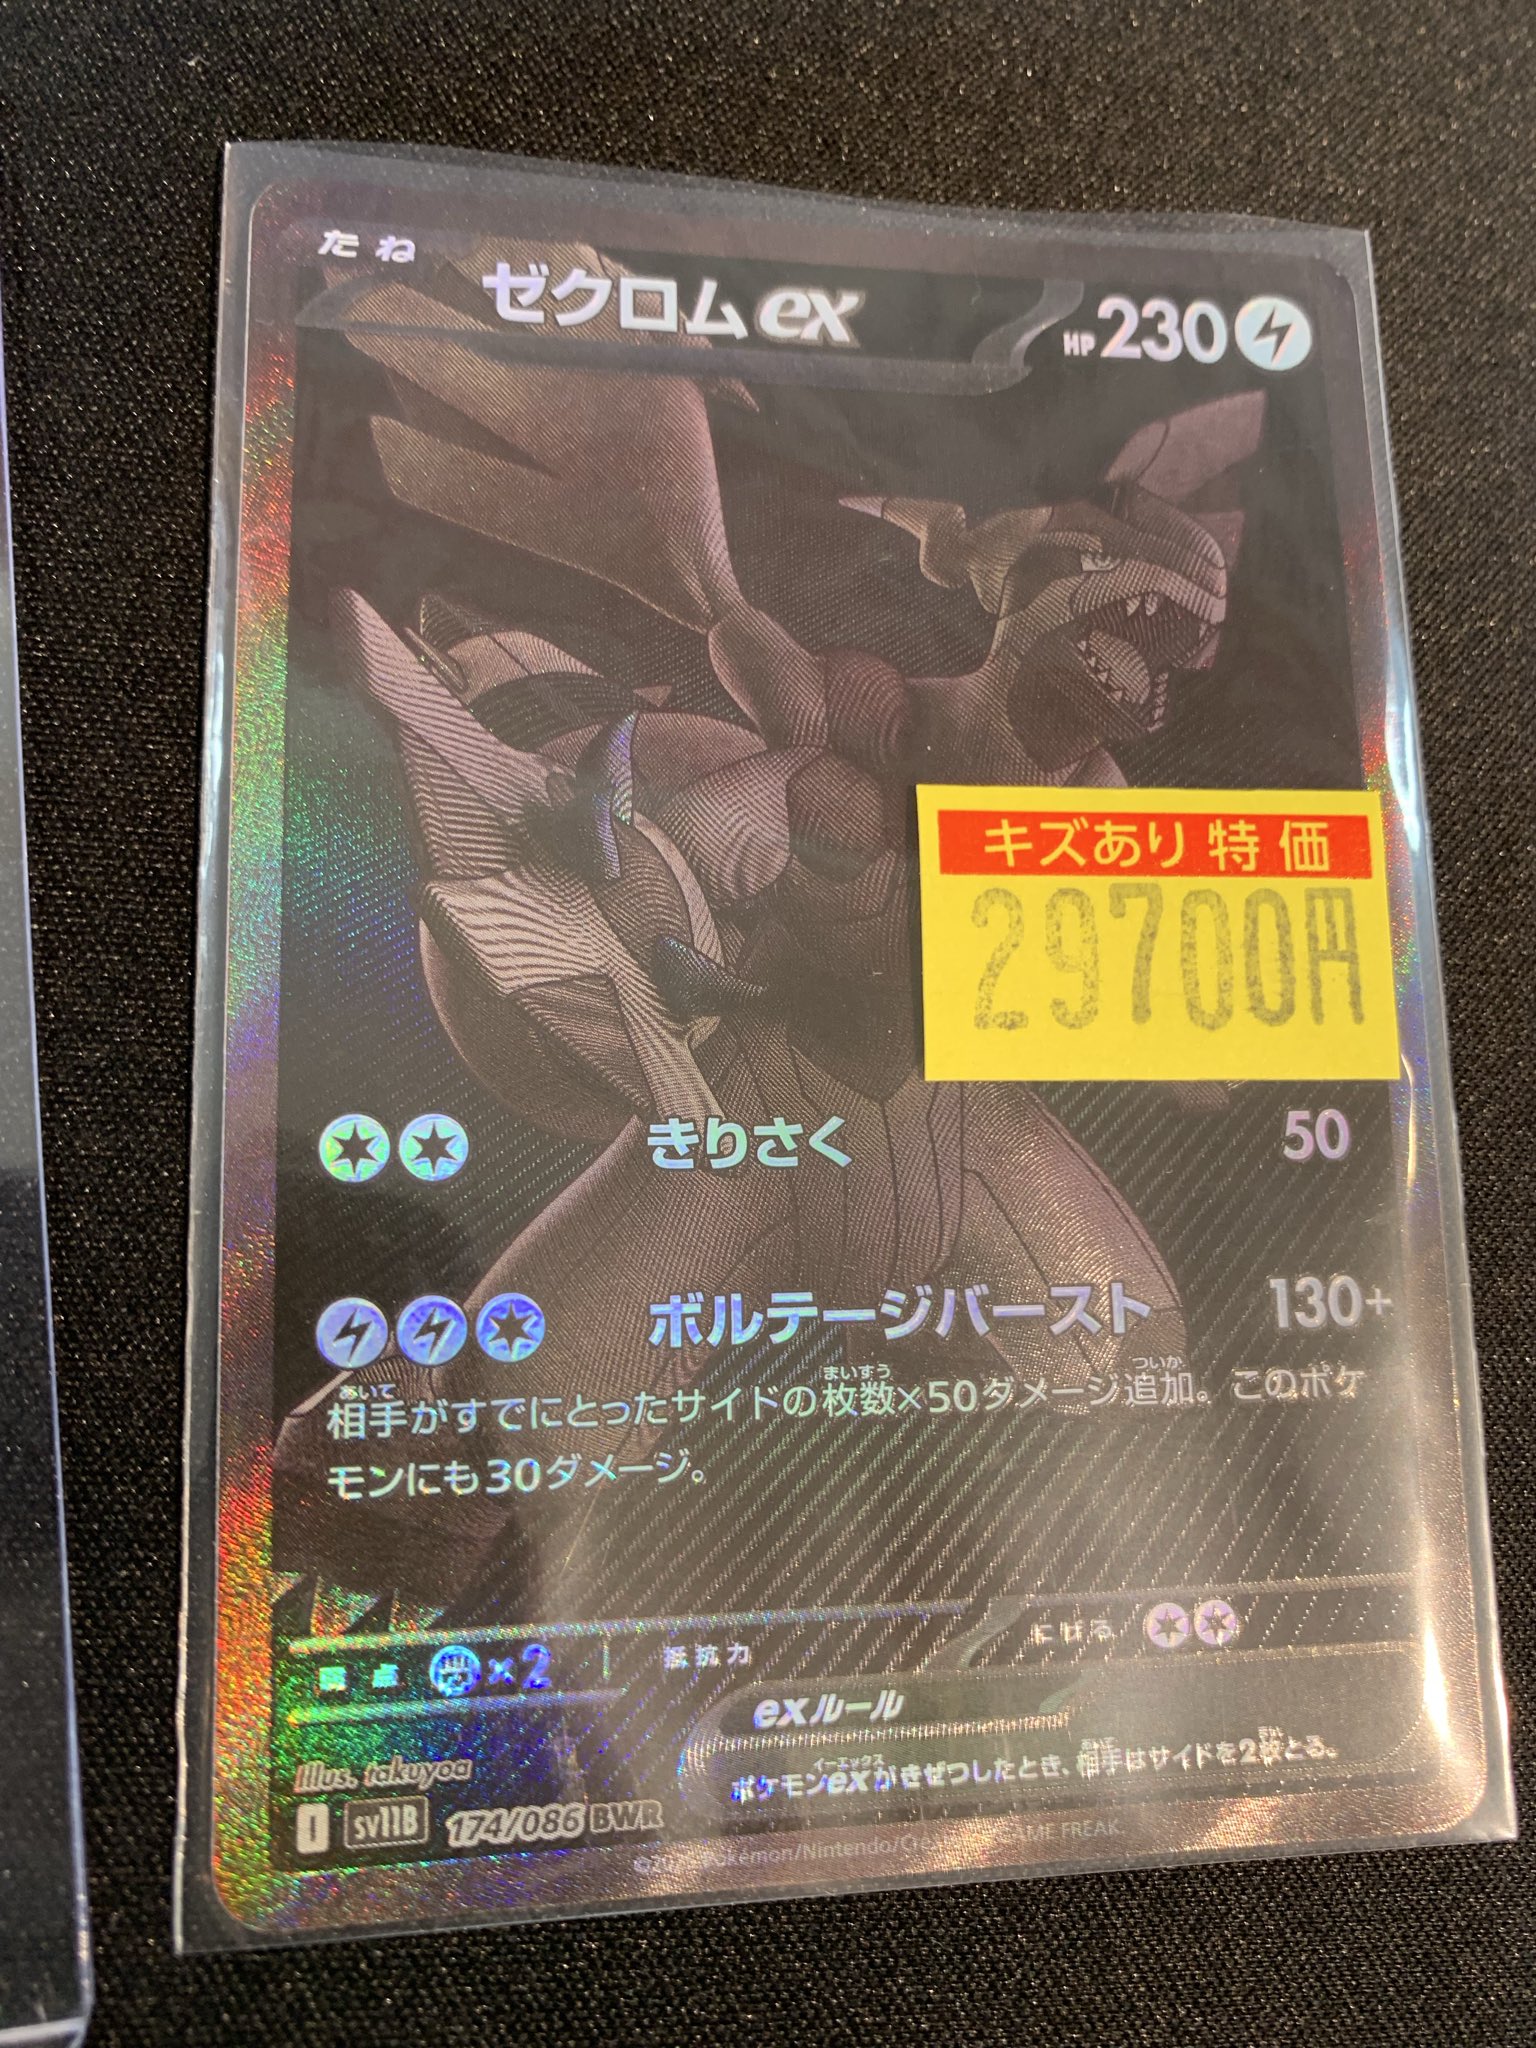 たね
ゼクロムex
HP 230
キズあり特価
29700円
きりさく 50
ボルテージバースト 130+
相手がすでにとったサイドの枚数×50ダメージ追加。このポケ
モンにも30ダメージ。
弱点 ×2 抵抗力 にげる
exルール
ポケモンexがきぜつしたとき、相手はサイドを2枚とる。
Illus. takuyoa
I SV11B 174/086 BWR
Pokémon/Nintendo/ GAME FREAK